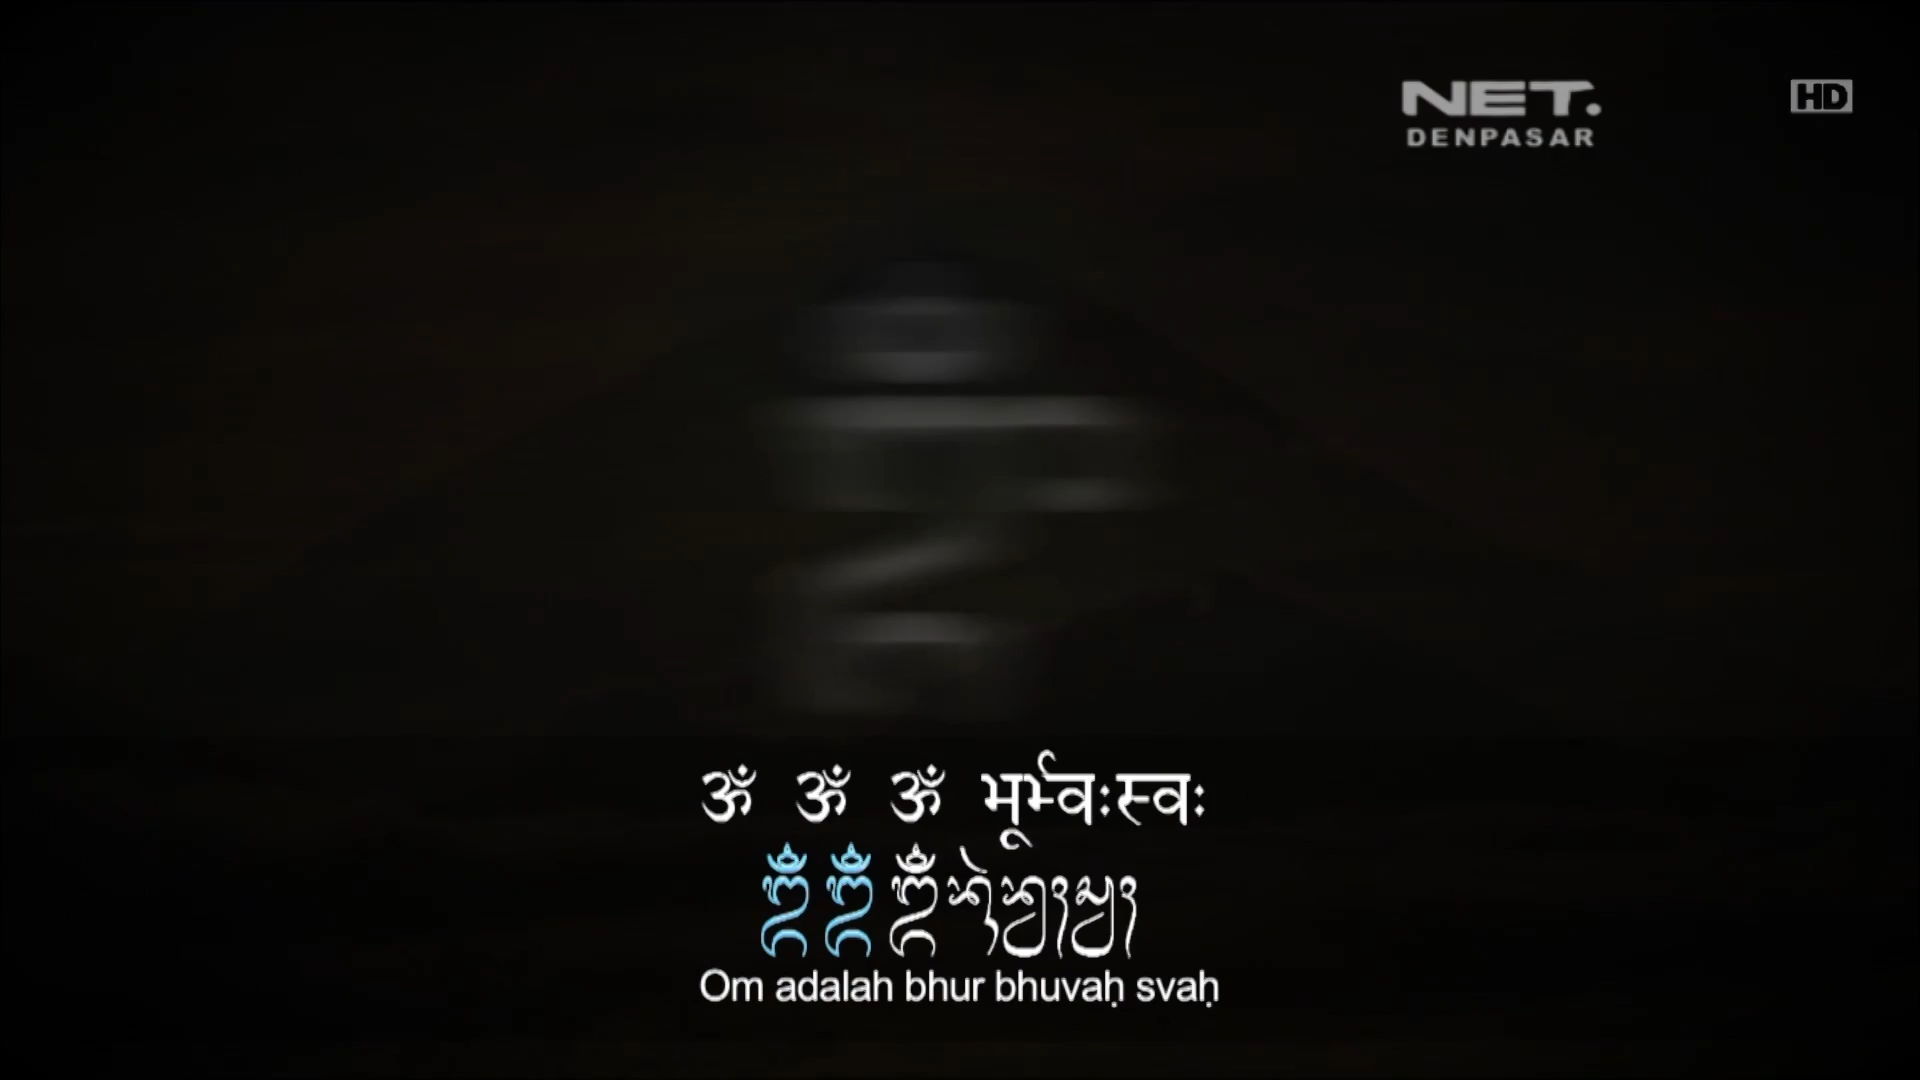 NET.
DENPASAR
HD
ॐ ॐ ॐ भूर्भ्वःस्वः
Om adalah bhur bhuvaḥ svaḥ